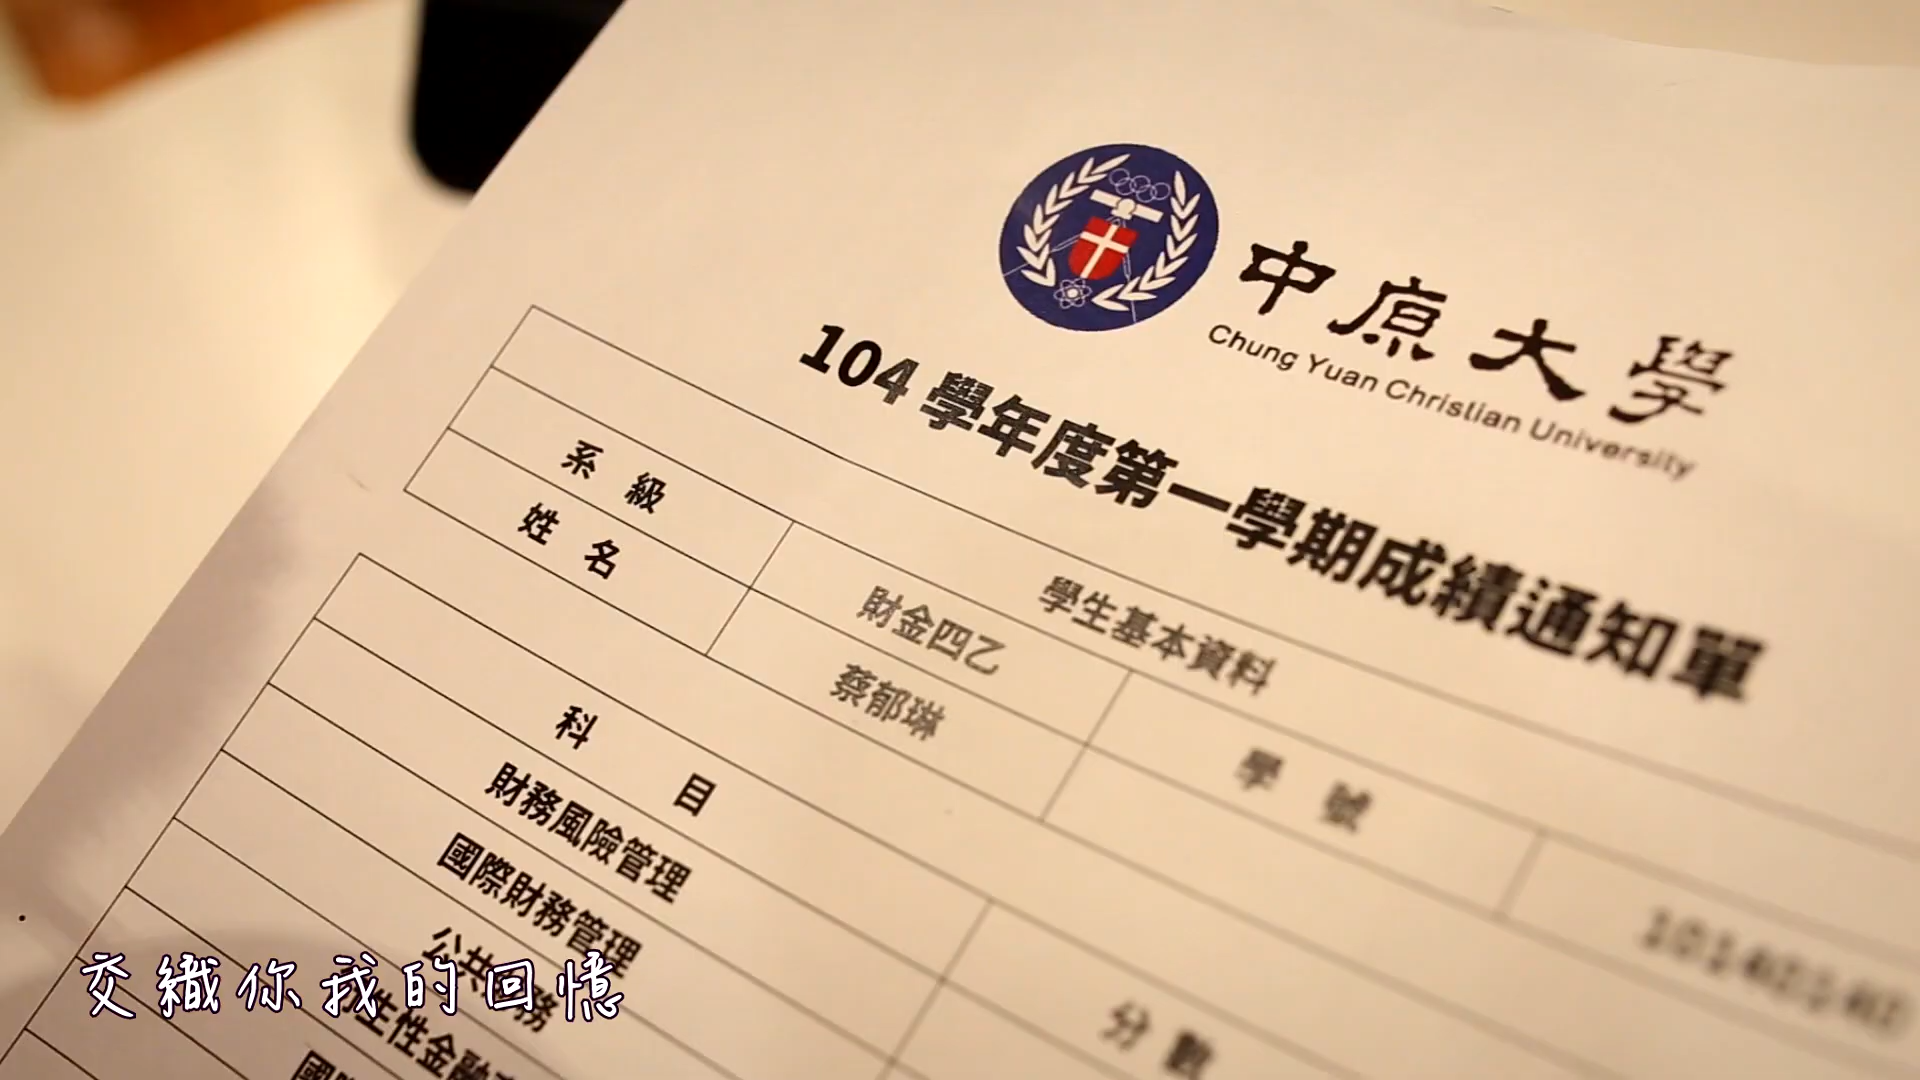 中原大學
Chung Yuan Christian University
104 學年度第一學期成績通知單
學生基本資料
系 級
財金四乙
學 號
姓 名
蔡郁琳
科 目
分 數
財務風險管理
國際財務管理
交織你我的回憶